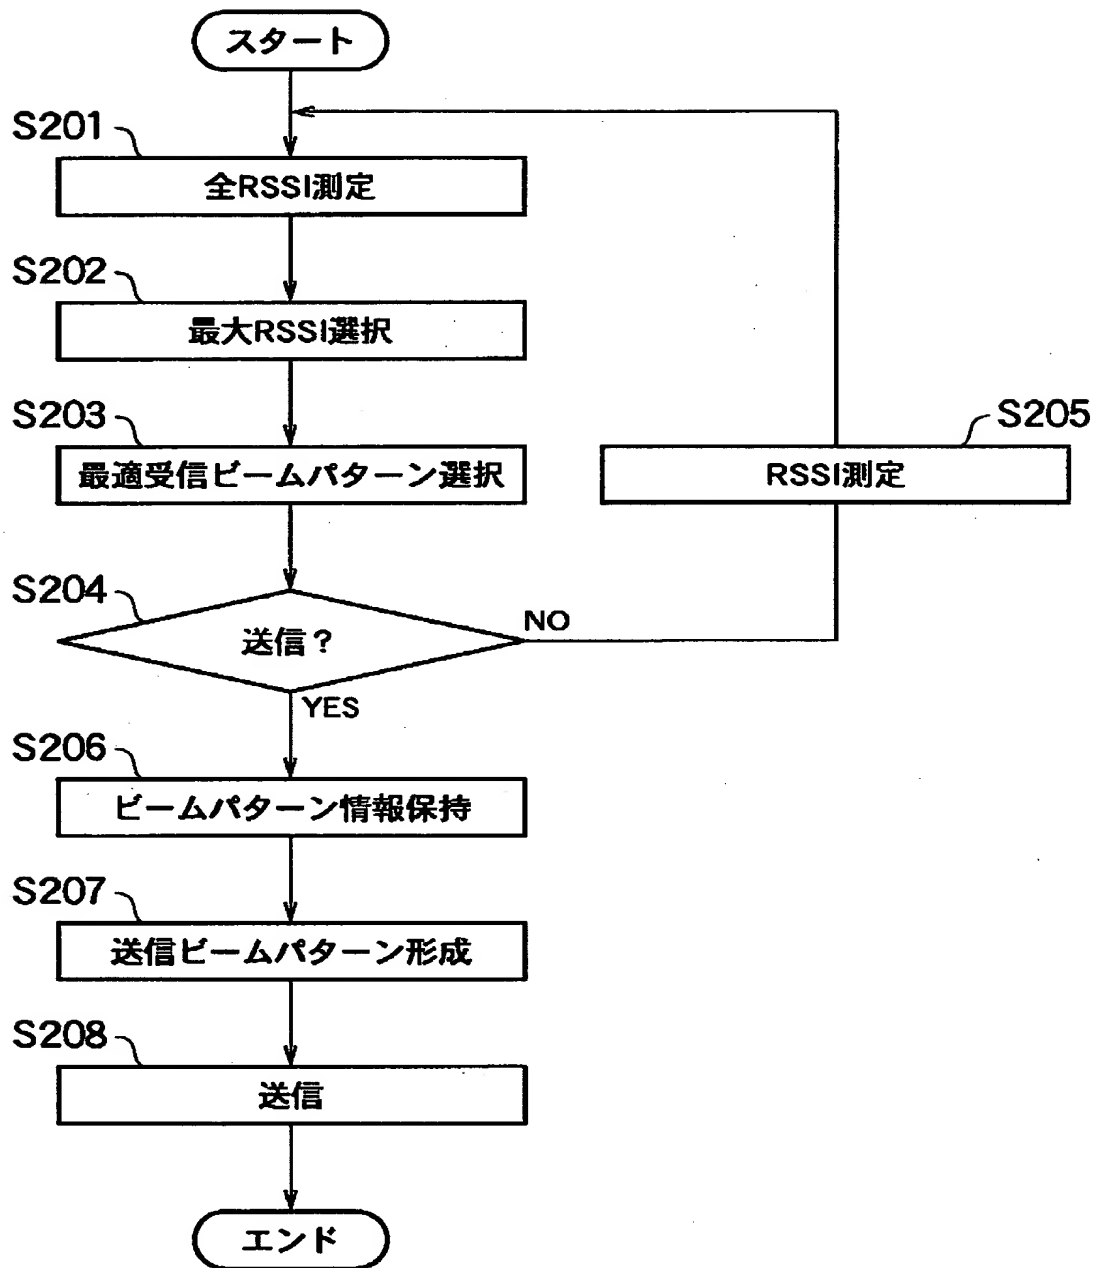 スタート
S201
全RSSI測定
S202
最大RSSI選択
S203
最適受信ビームパターン選択
S205
RSSI測定
S204
送信？
NO
YES
S206
ビームパターン情報保持
S207
送信ビームパターン形成
S208
送信
エンド